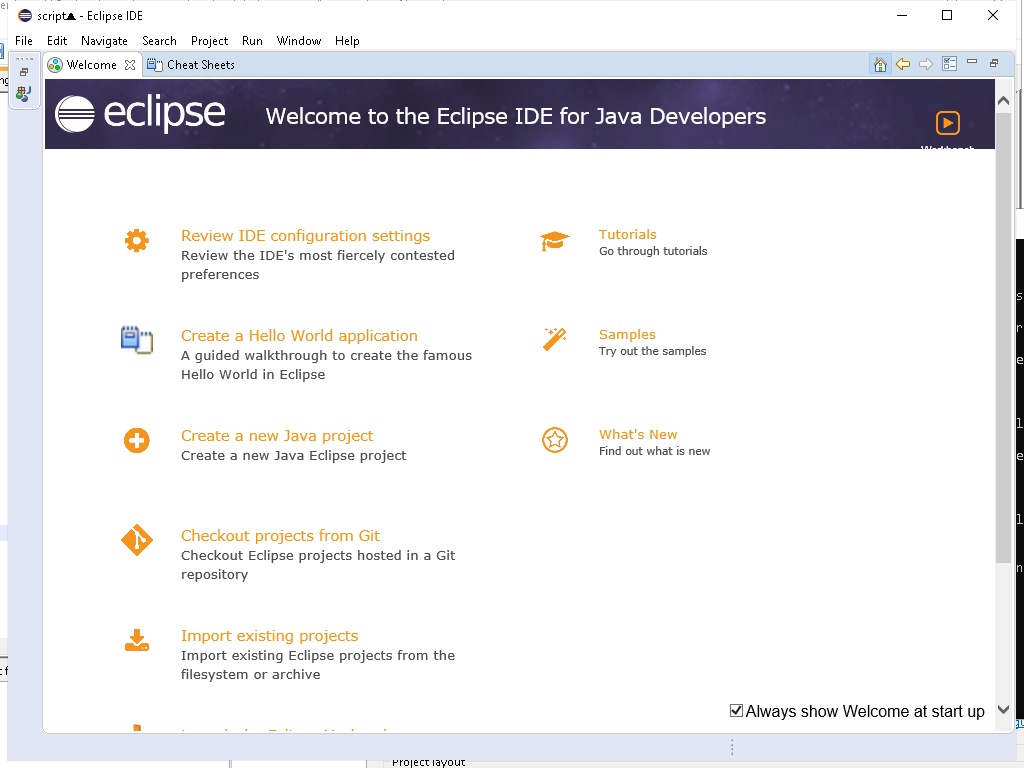 script▲ - Eclipse IDE
File Edit Navigate Search Project Run Window Help
Welcome Cheat Sheets
eclipse Welcome to the Eclipse IDE for Java Developers
Review IDE configuration settings
Review the IDE's most fiercely contested
preferences
Tutorials
Go through tutorials
Create a Hello World application
A guided walkthrough to create the famous
Hello World in Eclipse
Samples
Try out the samples
Create a new Java project
Create a new Java Eclipse project
What's New
Find out what is new
Checkout projects from Git
Checkout Eclipse projects hosted in a Git
repository
Import existing projects
Import existing Eclipse projects from the
filesystem or archive
Always show Welcome at start up
Project layout